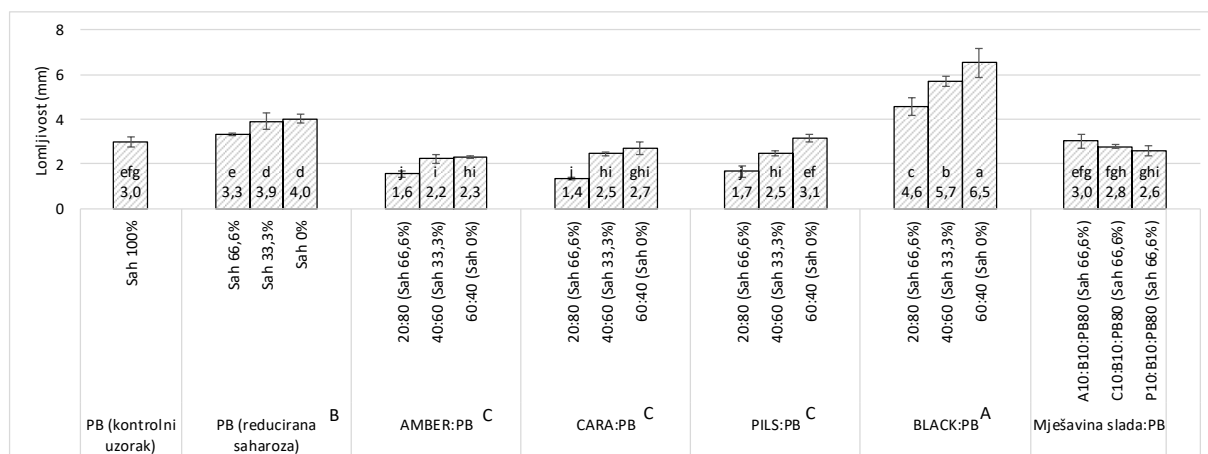 Lomljivost (mm)
8
6
4
2
0
efg
3,0
e
3,3
d
3,9
d
4,0
j
1,6
i
2,2
hi
2,3
j
1,4
hi
2,5
ghi
2,7
j
1,7
hi
2,5
ef
3,1
c
4,6
b
5,7
a
6,5
efg
3,0
fgh
2,8
ghi
2,6
Sah 100%
Sah 66,6%
Sah 33,3%
Sah 0%
20:80 (Sah 66,6%)
40:60 (Sah 33,3%)
60:40 (Sah 0%)
20:80 (Sah 66,6%)
40:60 (Sah 33,3%)
60:40 (Sah 0%)
20:80 (Sah 66,6%)
40:60 (Sah 33,3%)
60:40 (Sah 0%)
20:80 (Sah 66,6%)
40:60 (Sah 33,3%)
60:40 (Sah 0%)
A10:B10:PB80 (Sah 66,6%)
C10:B10:PB80 (Sah 66,6%)
P10:B10:PB80 (Sah 66,6%)
PB (kontrolni
uzorak)
PB (reducirana
saharoza)
B
AMBER:PB C
CARA:PB C
PILS:PB C
BLACK:PB A
Mješavina slada:PB